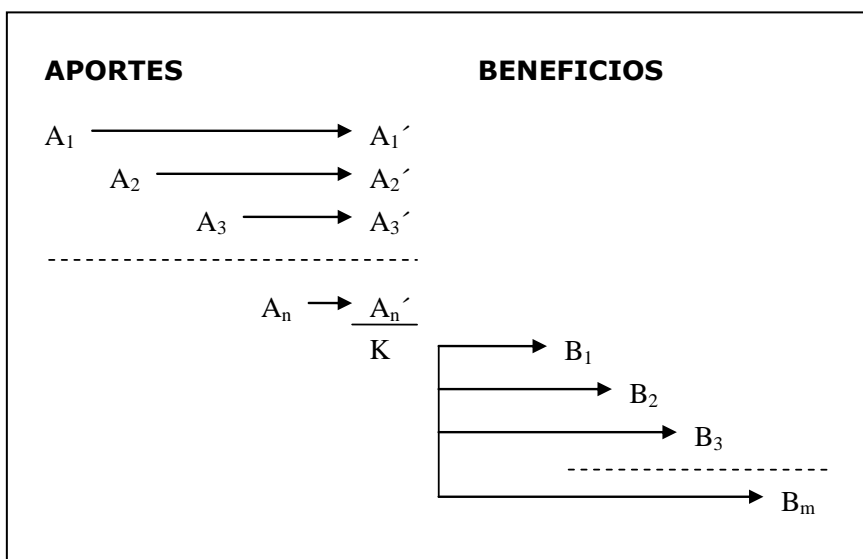 APORTES BENEFICIOS
A₁ A₁´
A₂ A₂´
A₃ A₃´
Aₙ Aₙ´
K
B₁
B₂
B₃
Bₘ